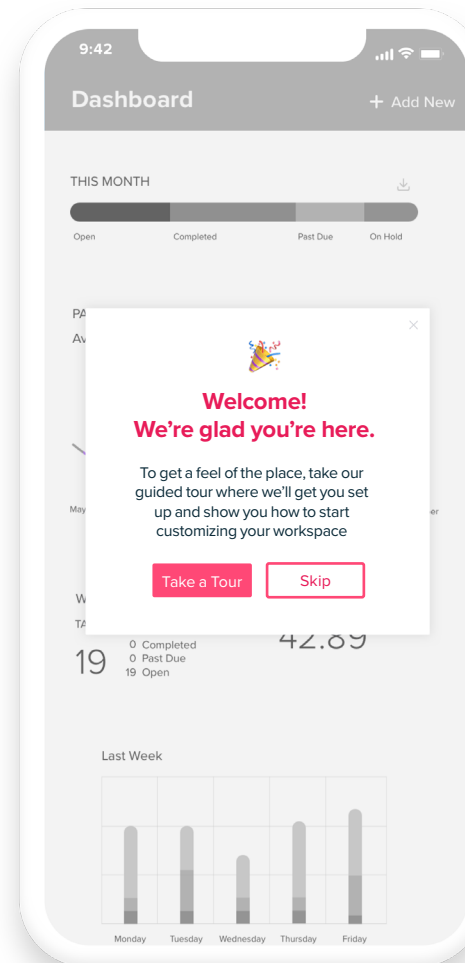 9:42
Dashboard
+ Add New
THIS MONTH
Open Completed Past Due On Hold
Welcome!
We're glad you're here.
To get a feel of the place, take our
guided tour where we'll get you set
up and show you how to start
customizing your workspace
Take a Tour Skip
19
0 Completed
0 Past Due
19 Open
42.89
Last Week
Monday Tuesday Wednesday Thursday Friday